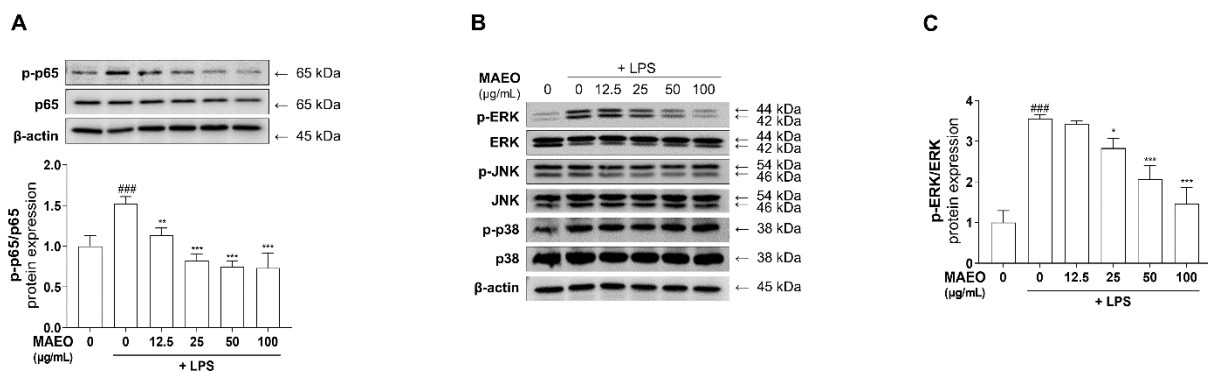 A
p-p65 ← 65 kDa
p65 ← 65 kDa
β-actin ← 45 kDa
p-p65/p65
protein expression
2.0
1.5
1.0
0.5
0.0
###
**
***
***
***
MAEO 0 0 12.5 25 50 100
(μg/mL)
+ LPS
B
+ LPS
MAEO 0 0 12.5 25 50 100
(μg/mL)
p-ERK ← 44 kDa
← 42 kDa
ERK ← 44 kDa
← 42 kDa
p-JNK ← 54 kDa
← 46 kDa
JNK ← 54 kDa
← 46 kDa
p-p38 ← 38 kDa
p38 ← 38 kDa
β-actin ← 45 kDa
C
p-ERK/ERK
protein expression
4
3
2
1
0
###
*
***
***
MAEO 0 0 12.5 25 50 100
(μg/mL)
+ LPS